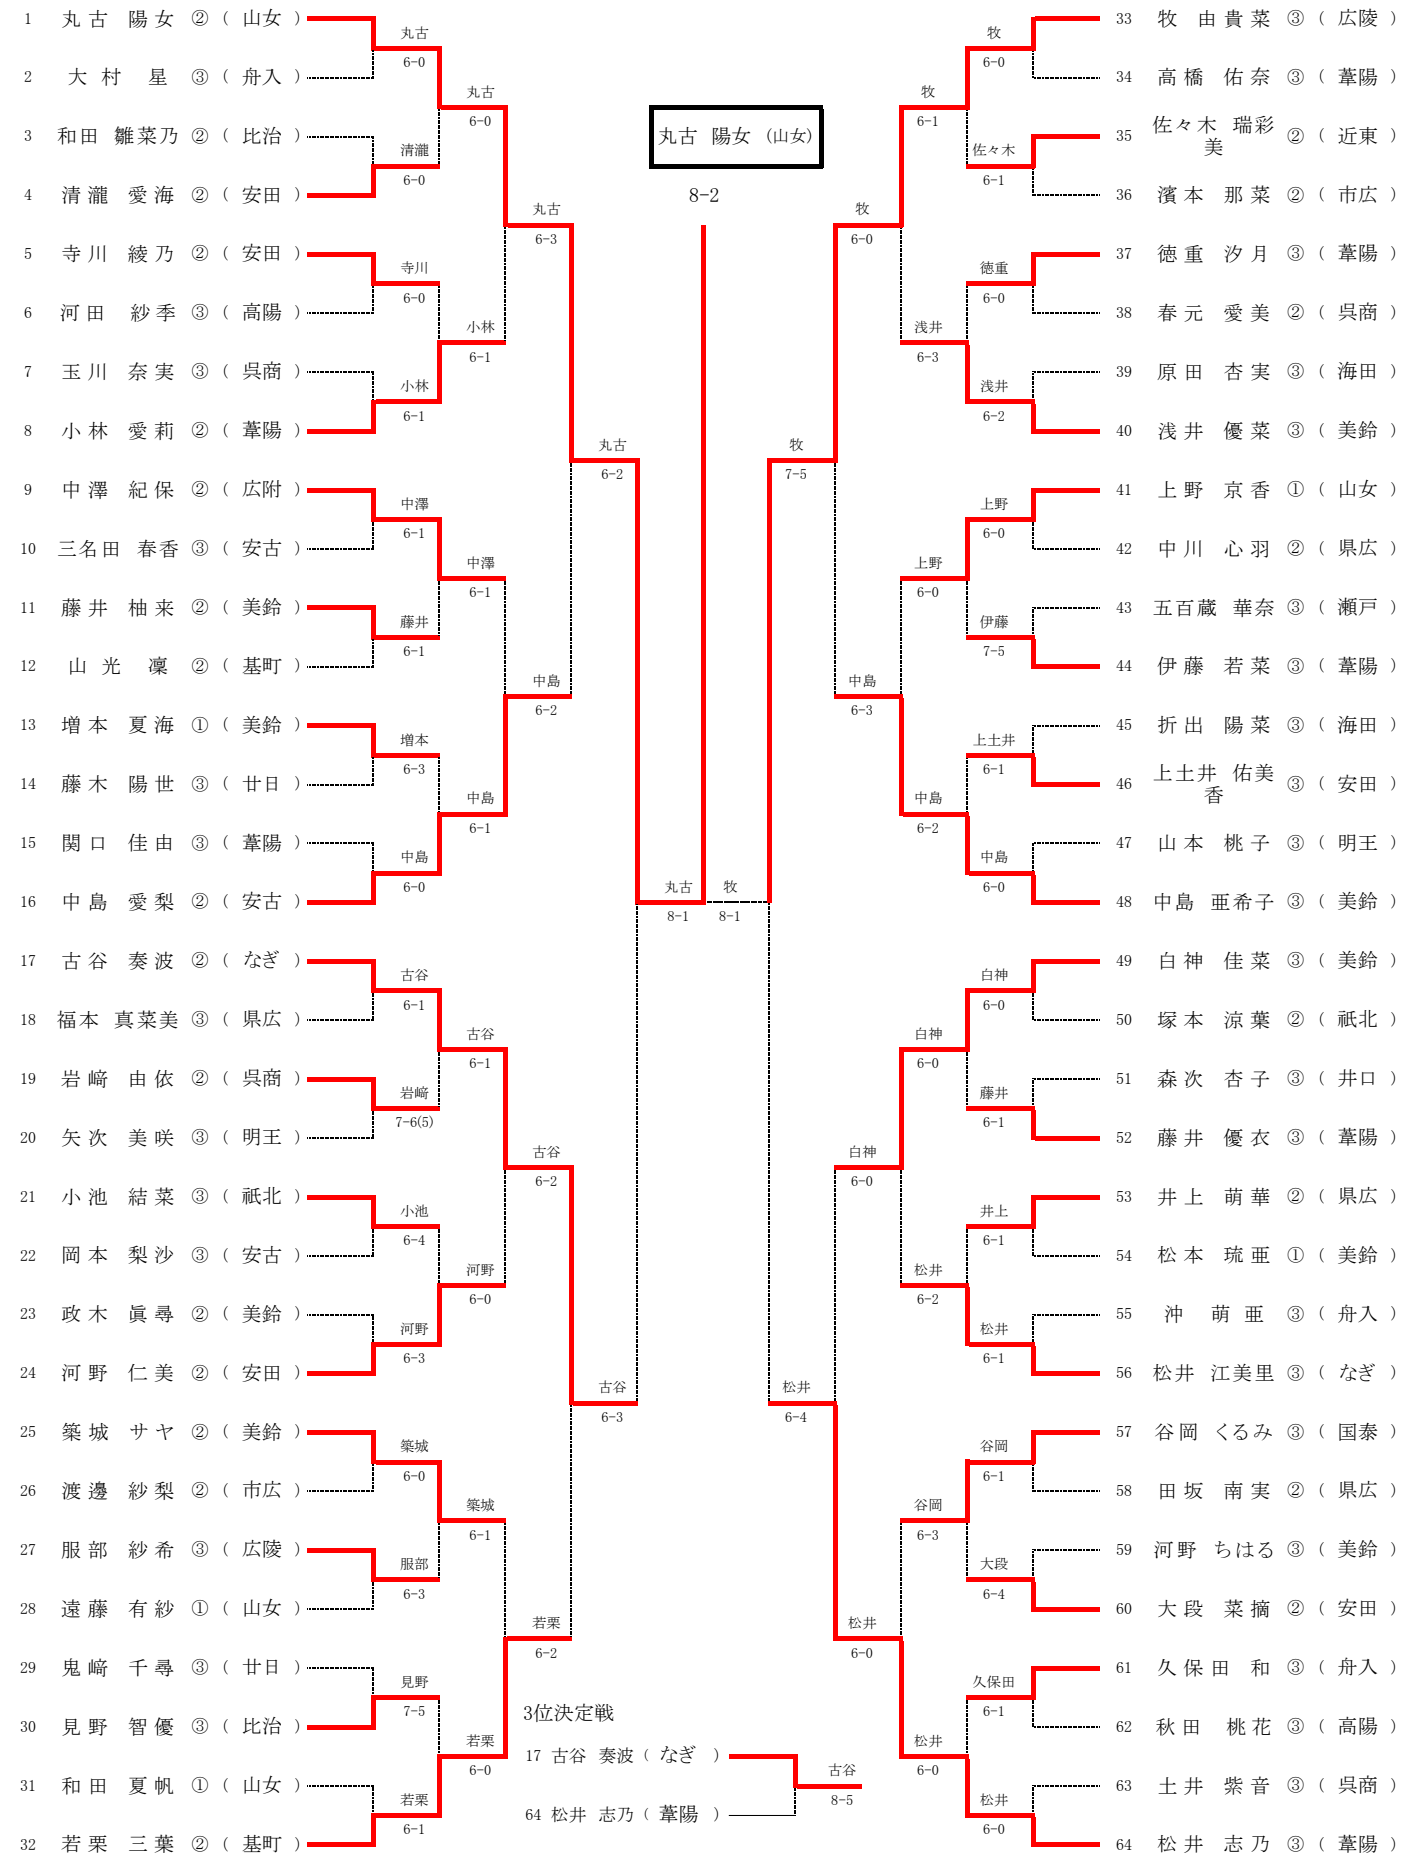 1 丸古 陽女 ② ( 山女 )
2 大村 星 ③ ( 舟入 )
3 和田 雛菜乃 ② ( 比治 )
4 清瀧 愛海 ② ( 安田 )
5 寺川 綾乃 ② ( 安田 )
6 河田 紗季 ③ ( 高陽 )
7 玉川 奈実 ③ ( 呉商 )
8 小林 愛莉 ② ( 葦陽 )
9 中澤 紀保 ② ( 広附 )
10 三名田 春香 ③ ( 安古 )
11 藤井 柚来 ② ( 美鈴 )
12 山光 凜 ② ( 基町 )
13 増本 夏海 ① ( 美鈴 )
14 藤木 陽世 ③ ( 廿日 )
15 関口 佳由 ③ ( 葦陽 )
16 中島 愛梨 ② ( 安古 )
17 古谷 奏波 ② ( なぎ )
18 福本 真菜美 ③ ( 県広 )
19 岩﨑 由依 ② ( 呉商 )
20 矢次 美咲 ③ ( 明王 )
21 小池 結菜 ③ ( 祇北 )
22 岡本 梨沙 ③ ( 安古 )
23 政木 眞尋 ② ( 美鈴 )
24 河野 仁美 ② ( 安田 )
25 築城 サヤ ② ( 美鈴 )
26 渡邊 紗梨 ② ( 市広 )
27 服部 紗希 ③ ( 広陵 )
28 遠藤 有紗 ① ( 山女 )
29 鬼﨑 千尋 ③ ( 廿日 )
30 見野 智優 ③ ( 比治 )
31 和田 夏帆 ① ( 山女 )
32 若栗 三葉 ② ( 基町 )
丸古
6-0
清瀧
6-0
寺川
6-0
小林
6-1
中澤
6-1
藤井
6-1
増本
6-3
中島
6-0
古谷
6-1
岩﨑
7-6(5)
小池
6-4
河野
6-3
築城
6-0
服部
6-3
見野
7-5
若栗
6-1
丸古
6-0
小林
6-1
中澤
6-1
中島
6-1
古谷
6-1
河野
6-0
築城
6-1
若栗
6-0
丸古
6-3
中島
6-2
古谷
6-2
若栗
6-2
丸古
6-2
古谷
6-3
丸古
8-1
丸古 陽女 (山女)
8-2
牧
8-1
牧
7-5
松井
6-4
牧
6-0
中島
6-3
白神
6-0
松井
6-0
牧
6-1
浅井
6-3
上野
6-0
中島
6-2
白神
6-0
松井
6-2
谷岡
6-3
松井
6-0
牧
6-0
佐々木
6-1
徳重
6-0
浅井
6-2
上野
6-0
伊藤
7-5
上土井
6-1
中島
6-0
白神
6-0
藤井
6-1
井上
6-1
松井
6-1
谷岡
6-1
大段
6-4
久保田
6-1
松井
6-0
33 牧 由貴菜 ③ ( 広陵 )
34 高橋 佑奈 ③ ( 葦陽 )
35 佐々木 瑞彩
美 ② ( 近東 )
36 濱本 那菜 ② ( 市広 )
37 徳重 汐月 ③ ( 葦陽 )
38 春元 愛美 ② ( 呉商 )
39 原田 杏実 ③ ( 海田 )
40 浅井 優菜 ③ ( 美鈴 )
41 上野 京香 ① ( 山女 )
42 中川 心羽 ② ( 県広 )
43 五百蔵 華奈 ③ ( 瀬戸 )
44 伊藤 若菜 ③ ( 葦陽 )
45 折出 陽菜 ③ ( 海田 )
46 上土井 佑美
香 ③ ( 安田 )
47 山本 桃子 ③ ( 明王 )
48 中島 亜希子 ③ ( 美鈴 )
49 白神 佳菜 ③ ( 美鈴 )
50 塚本 涼葉 ② ( 祇北 )
51 森次 杏子 ③ ( 井口 )
52 藤井 優衣 ③ ( 葦陽 )
53 井上 萌華 ② ( 県広 )
54 松本 琉亜 ① ( 美鈴 )
55 沖 萌亜 ③ ( 舟入 )
56 松井 江美里 ③ ( なぎ )
57 谷岡 くるみ ③ ( 国泰 )
58 田坂 南実 ② ( 県広 )
59 河野 ちはる ③ ( 美鈴 )
60 大段 菜摘 ② ( 安田 )
61 久保田 和 ③ ( 舟入 )
62 秋田 桃花 ③ ( 高陽 )
63 土井 紫音 ③ ( 呉商 )
64 松井 志乃 ③ ( 葦陽 )
3位決定戦
17 古谷 奏波 ( なぎ )
64 松井 志乃 ( 葦陽 )
古谷
8-5